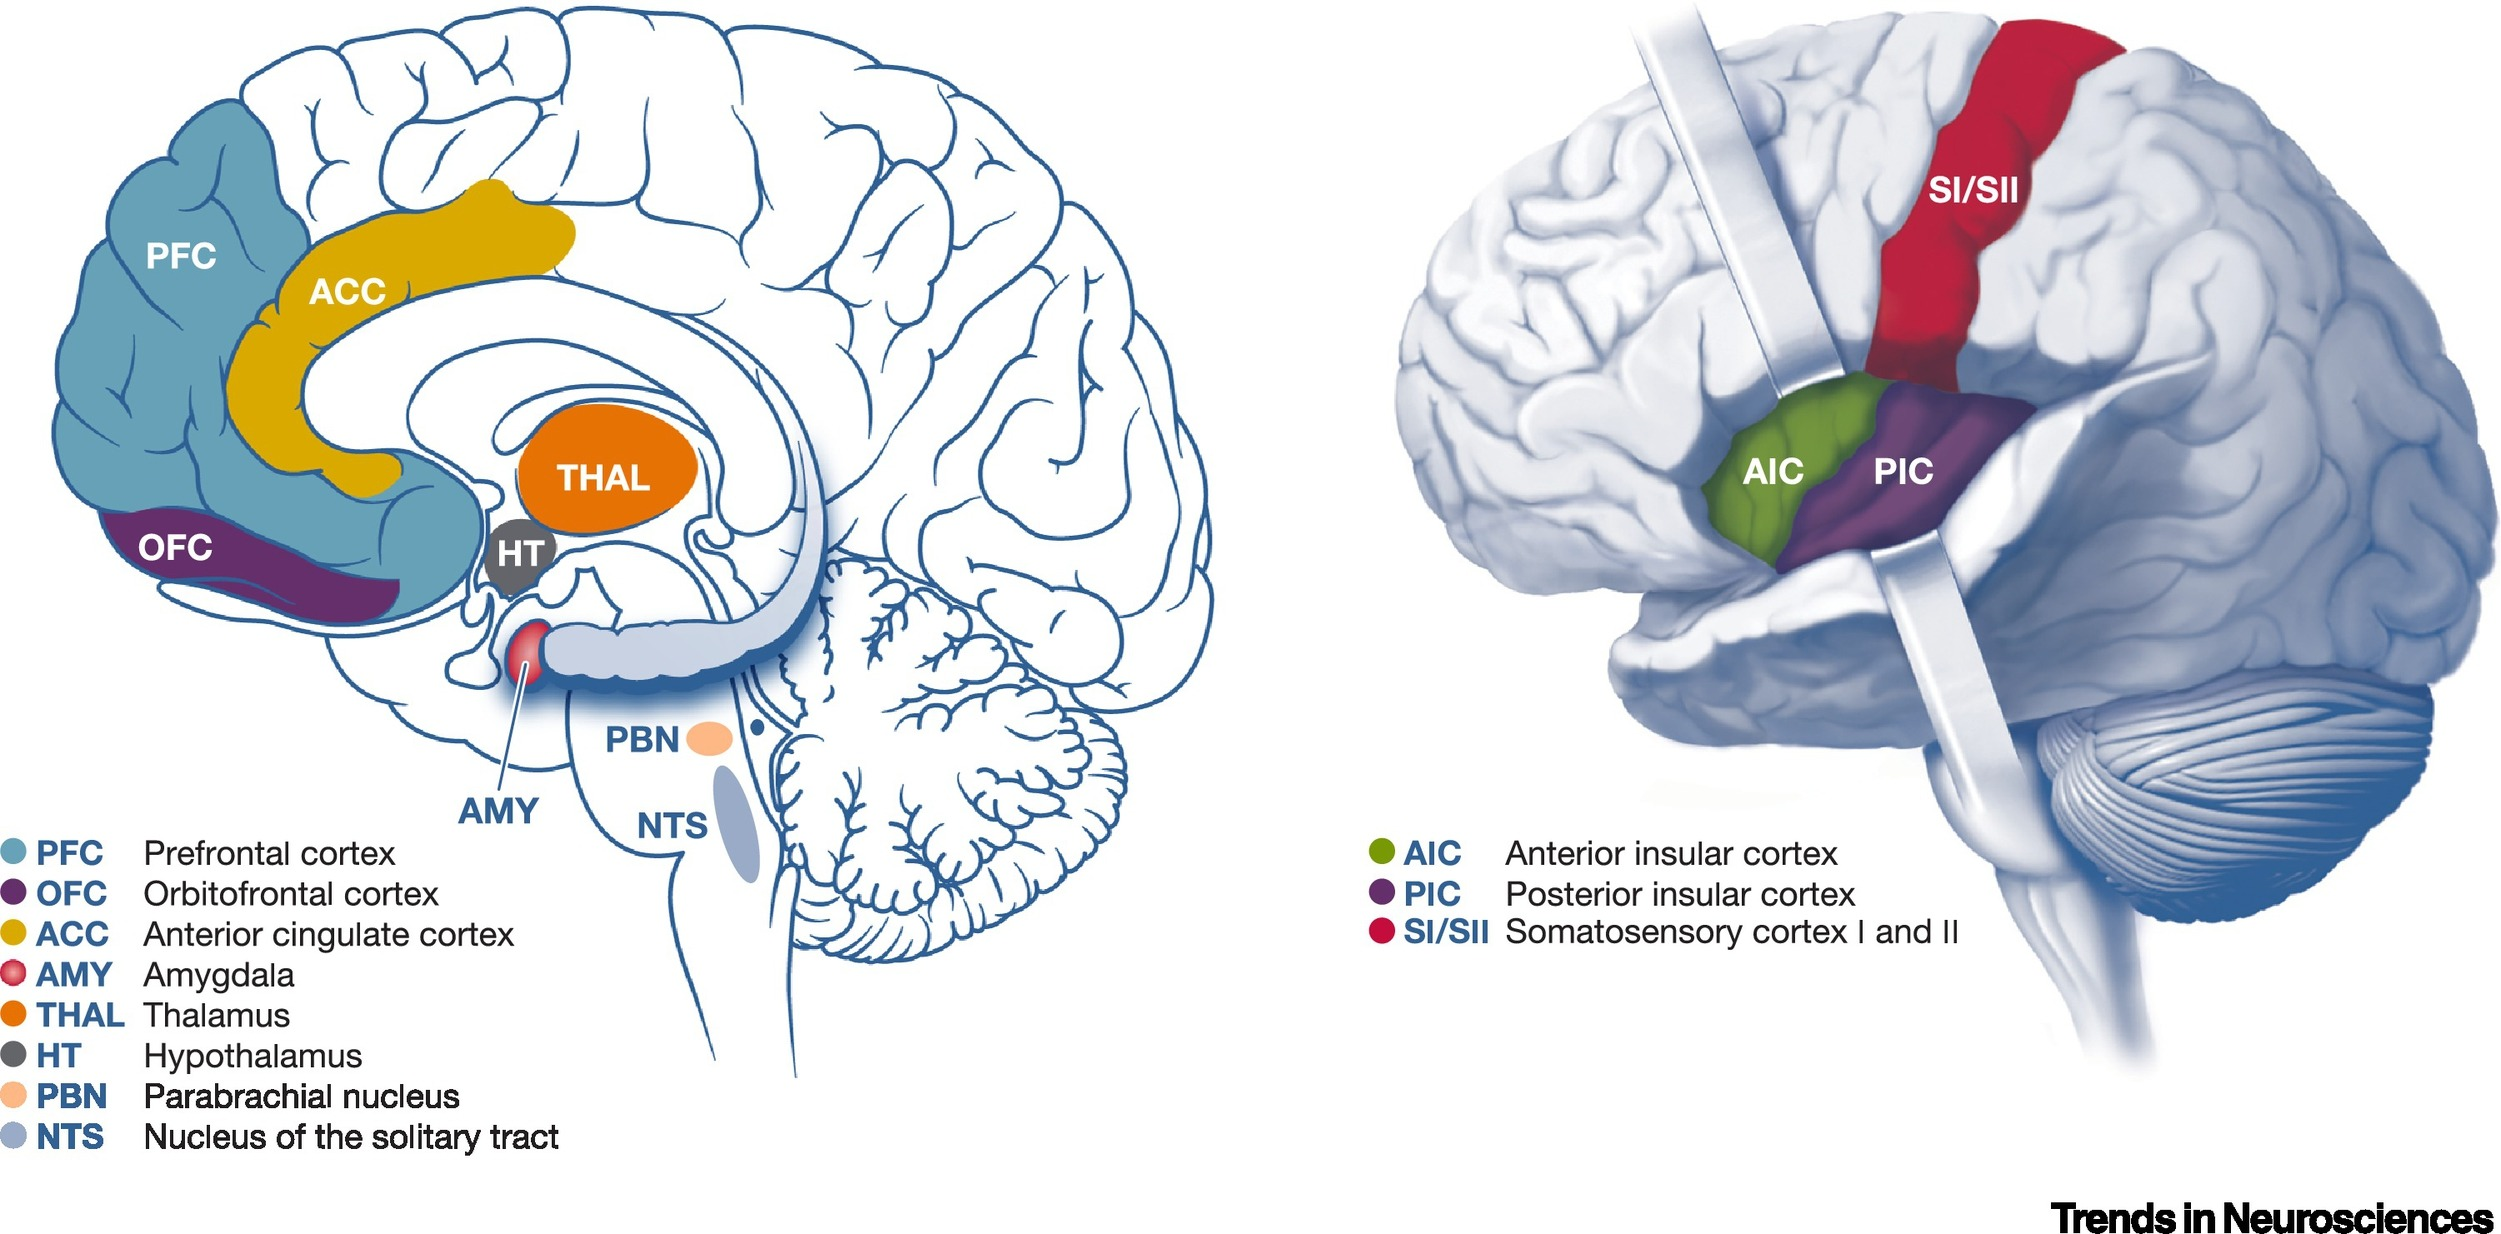 PFC
ACC
THAL
OFC
HT
PBN
AMY
NTS
SI/SII
AIC
PIC
PFC Prefrontal cortex
OFC Orbitofrontal cortex
ACC Anterior cingulate cortex
AMY Amygdala
THAL Thalamus
HT Hypothalamus
PBN Parabrachial nucleus
NTS Nucleus of the solitary tract
AIC Anterior insular cortex
PIC Posterior insular cortex
SI/SII Somatosensory cortex I and II
Trends in Neurosciences